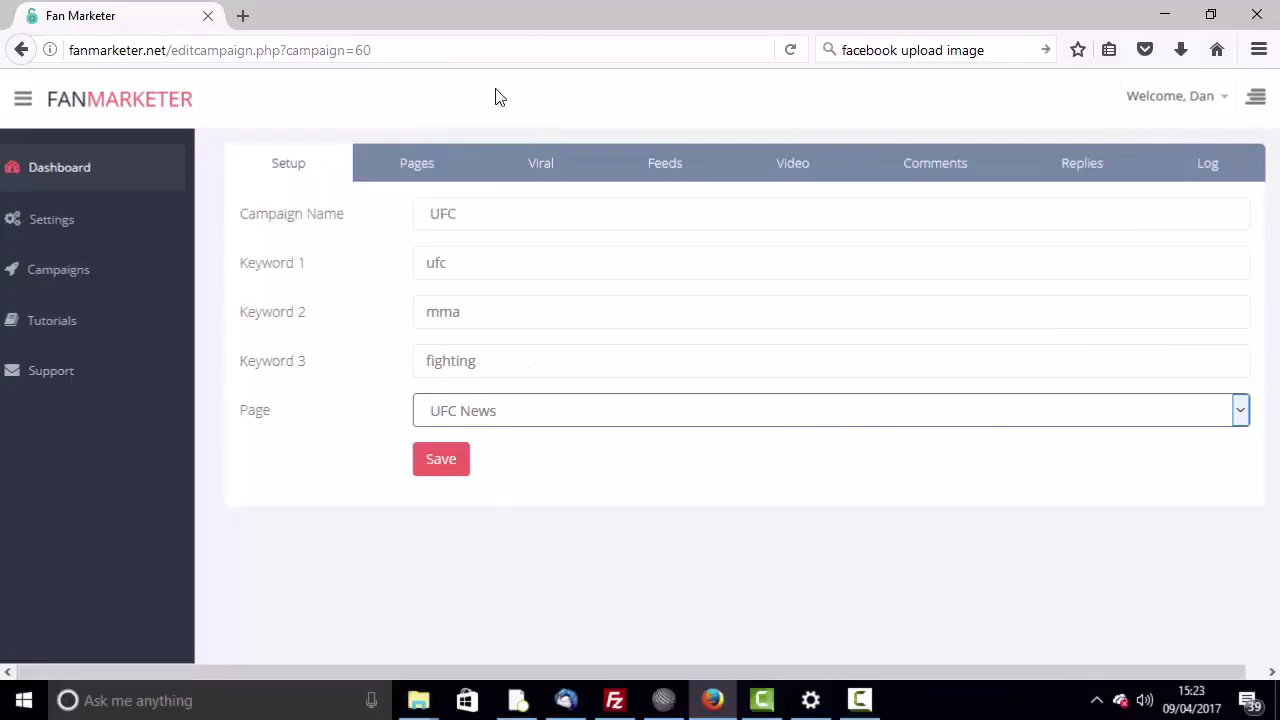 Fan Marketer
fanmarketer.net/editcampaign.php?campaign=60
facebook upload image
FANMARKETER
Welcome, Dan
Dashboard
Settings
Campaigns
Tutorials
Support
Setup
Pages
Viral
Feeds
Video
Comments
Replies
Log
Campaign Name
UFC
Keyword 1
ufc
Keyword 2
mma
Keyword 3
fighting
Page
UFC News
Save
Ask me anything
15:23
09/04/2017
39